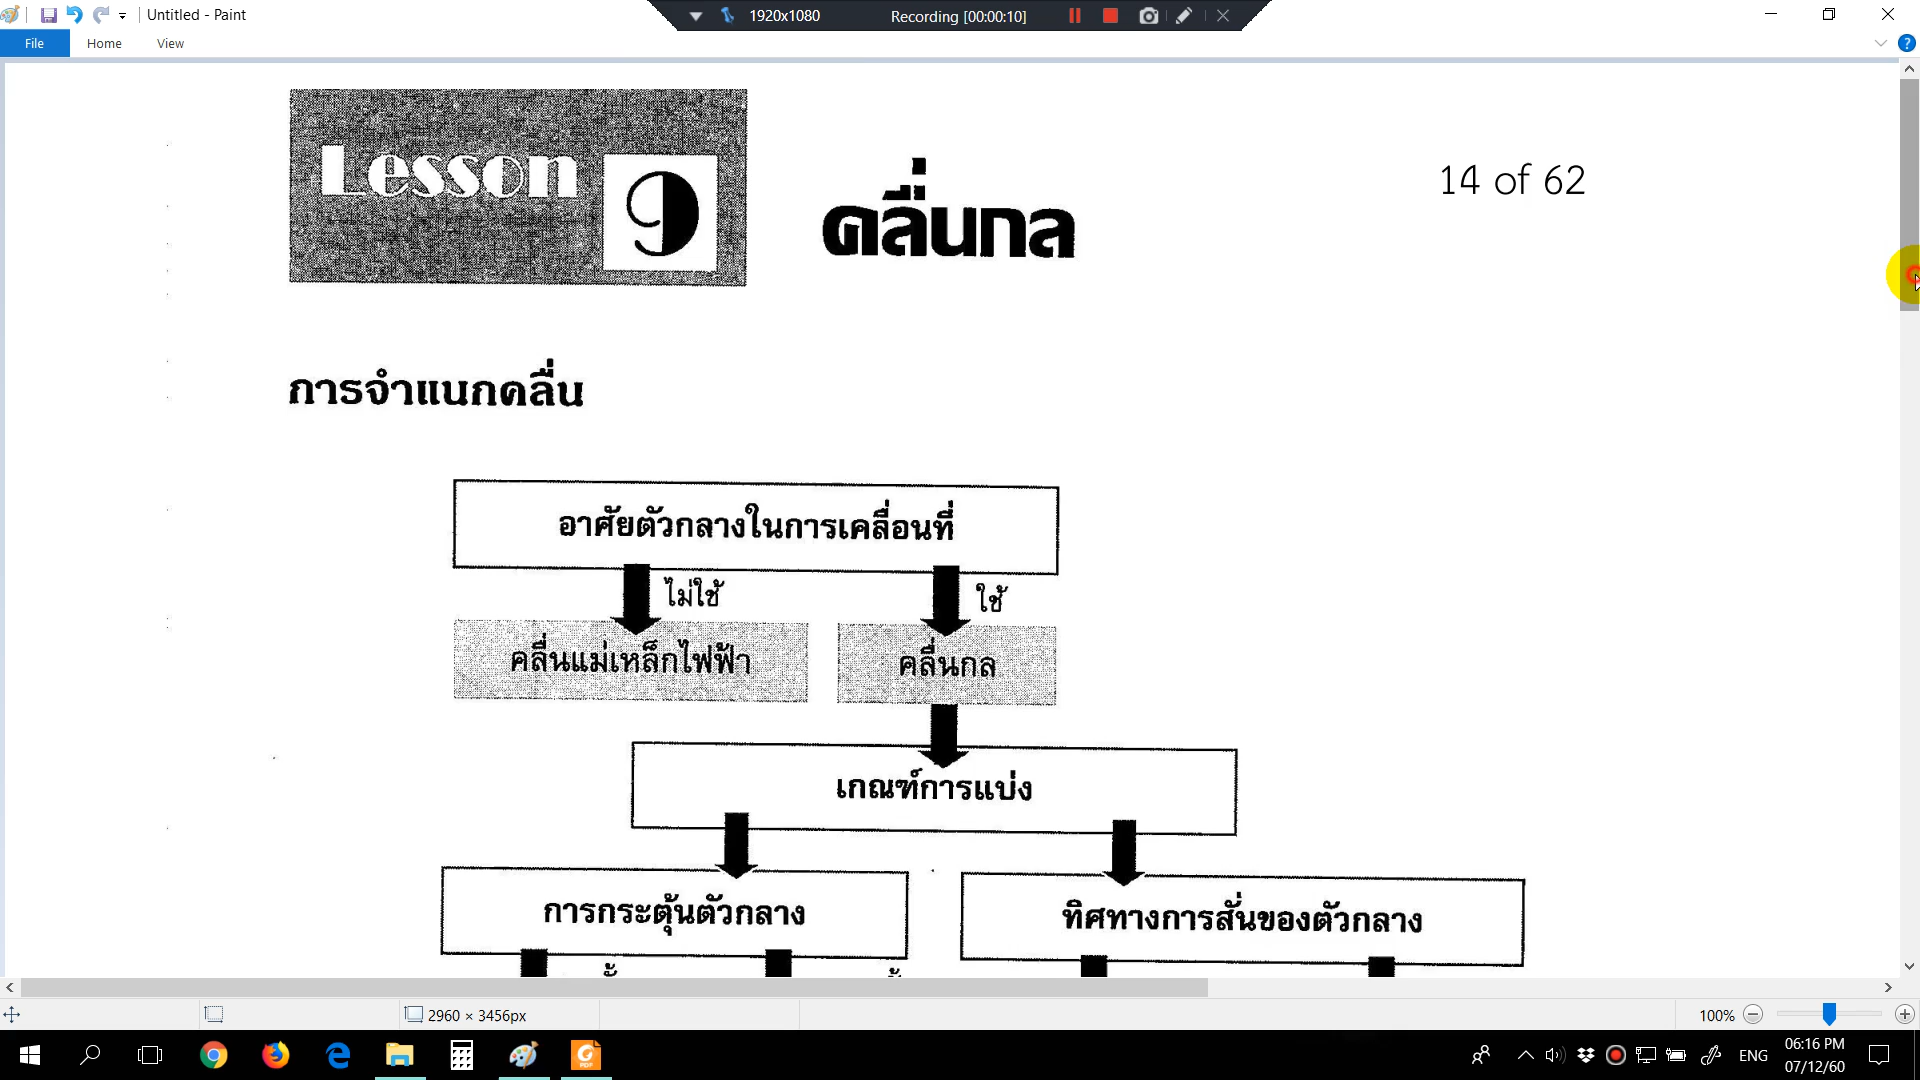 Untitled - Paint
1920x1080
Recording [00:00:10]
File
Home
View
Lesson 9
คลื่นกล
14 of 62
การจำแนกคลื่น
อาศัยตัวกลางในการเคลื่อนที่
ไม่ใช้
ใช้
คลื่นแม่เหล็กไฟฟ้า
คลื่นกล
เกณฑ์การแบ่ง
การกระตุ้นตัวกลาง
ทิศทางการสั่นของตัวกลาง
2960 × 3456px
100%
06:16 PM
ENG
07/12/60